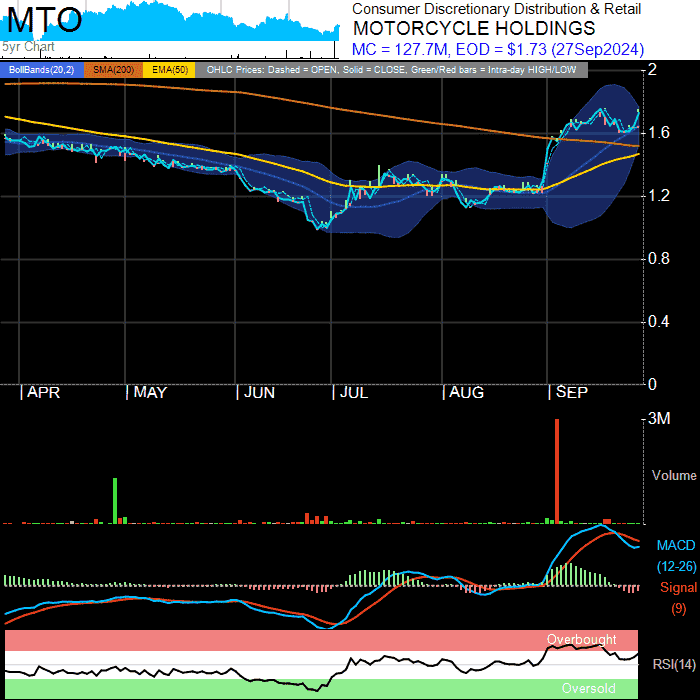 MTO
Consumer Discretionary Distribution & Retail
MOTORCYCLE HOLDINGS
MC = 127.7M, EOD = $1.73 (27Sep2024)
5yr Chart
BollBands(20,2) SMA(200) EMA(50) OHLC Prices: Dashed = OPEN, Solid = CLOSE, Green/Red bars = Intra-day HIGH/LOW
2
1.6
1.2
0.8
0.4
0
APR MAY JUN JUL AUG SEP
3M
Volume
MACD
(12-26)
Signal
(9)
Overbought
RSI(14)
Oversold